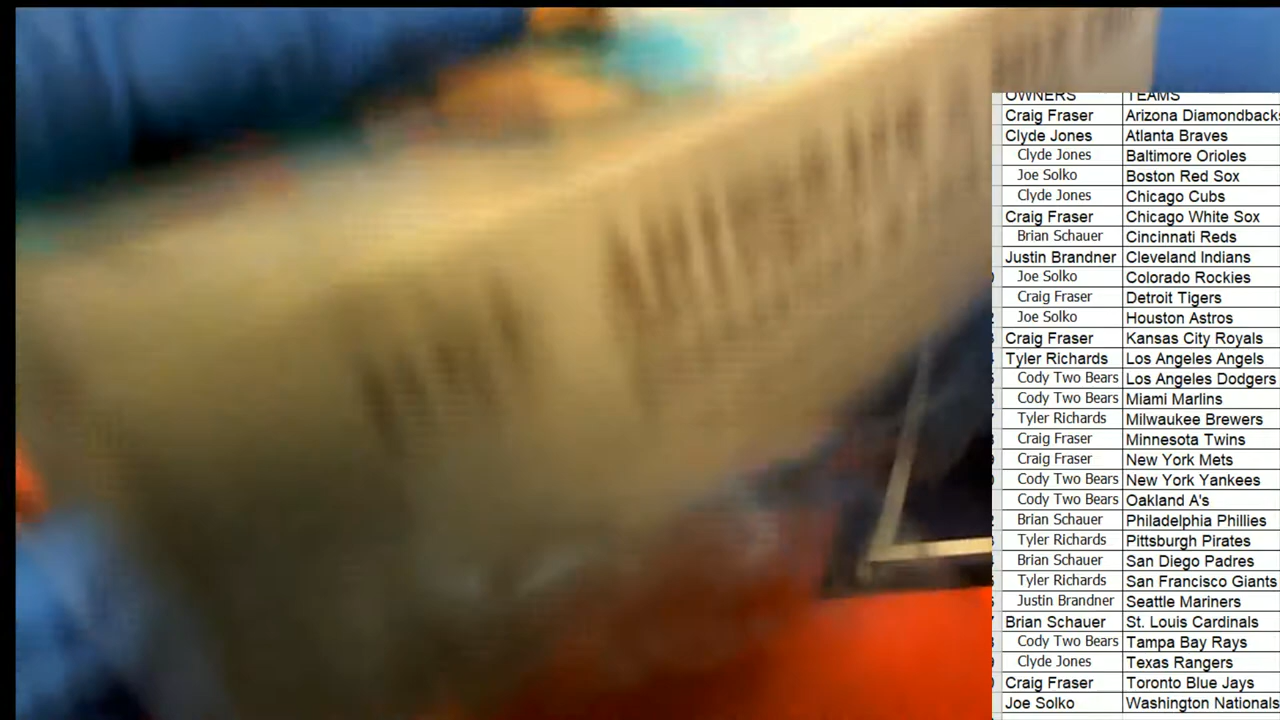 OWNERS TEAMS
Craig Fraser Arizona Diamondbacks
Clyde Jones Atlanta Braves
Clyde Jones Baltimore Orioles
Joe Solko Boston Red Sox
Clyde Jones Chicago Cubs
Craig Fraser Chicago White Sox
Brian Schauer Cincinnati Reds
Justin Brandner Cleveland Indians
Joe Solko Colorado Rockies
Craig Fraser Detroit Tigers
Joe Solko Houston Astros
Craig Fraser Kansas City Royals
Tyler Richards Los Angeles Angels
Cody Two Bears Los Angeles Dodgers
Cody Two Bears Miami Marlins
Tyler Richards Milwaukee Brewers
Craig Fraser Minnesota Twins
Craig Fraser New York Mets
Cody Two Bears New York Yankees
Cody Two Bears Oakland A's
Brian Schauer Philadelphia Phillies
Tyler Richards Pittsburgh Pirates
Brian Schauer San Diego Padres
Tyler Richards San Francisco Giants
Justin Brandner Seattle Mariners
Brian Schauer St. Louis Cardinals
Cody Two Bears Tampa Bay Rays
Clyde Jones Texas Rangers
Craig Fraser Toronto Blue Jays
Joe Solko Washington Nationals